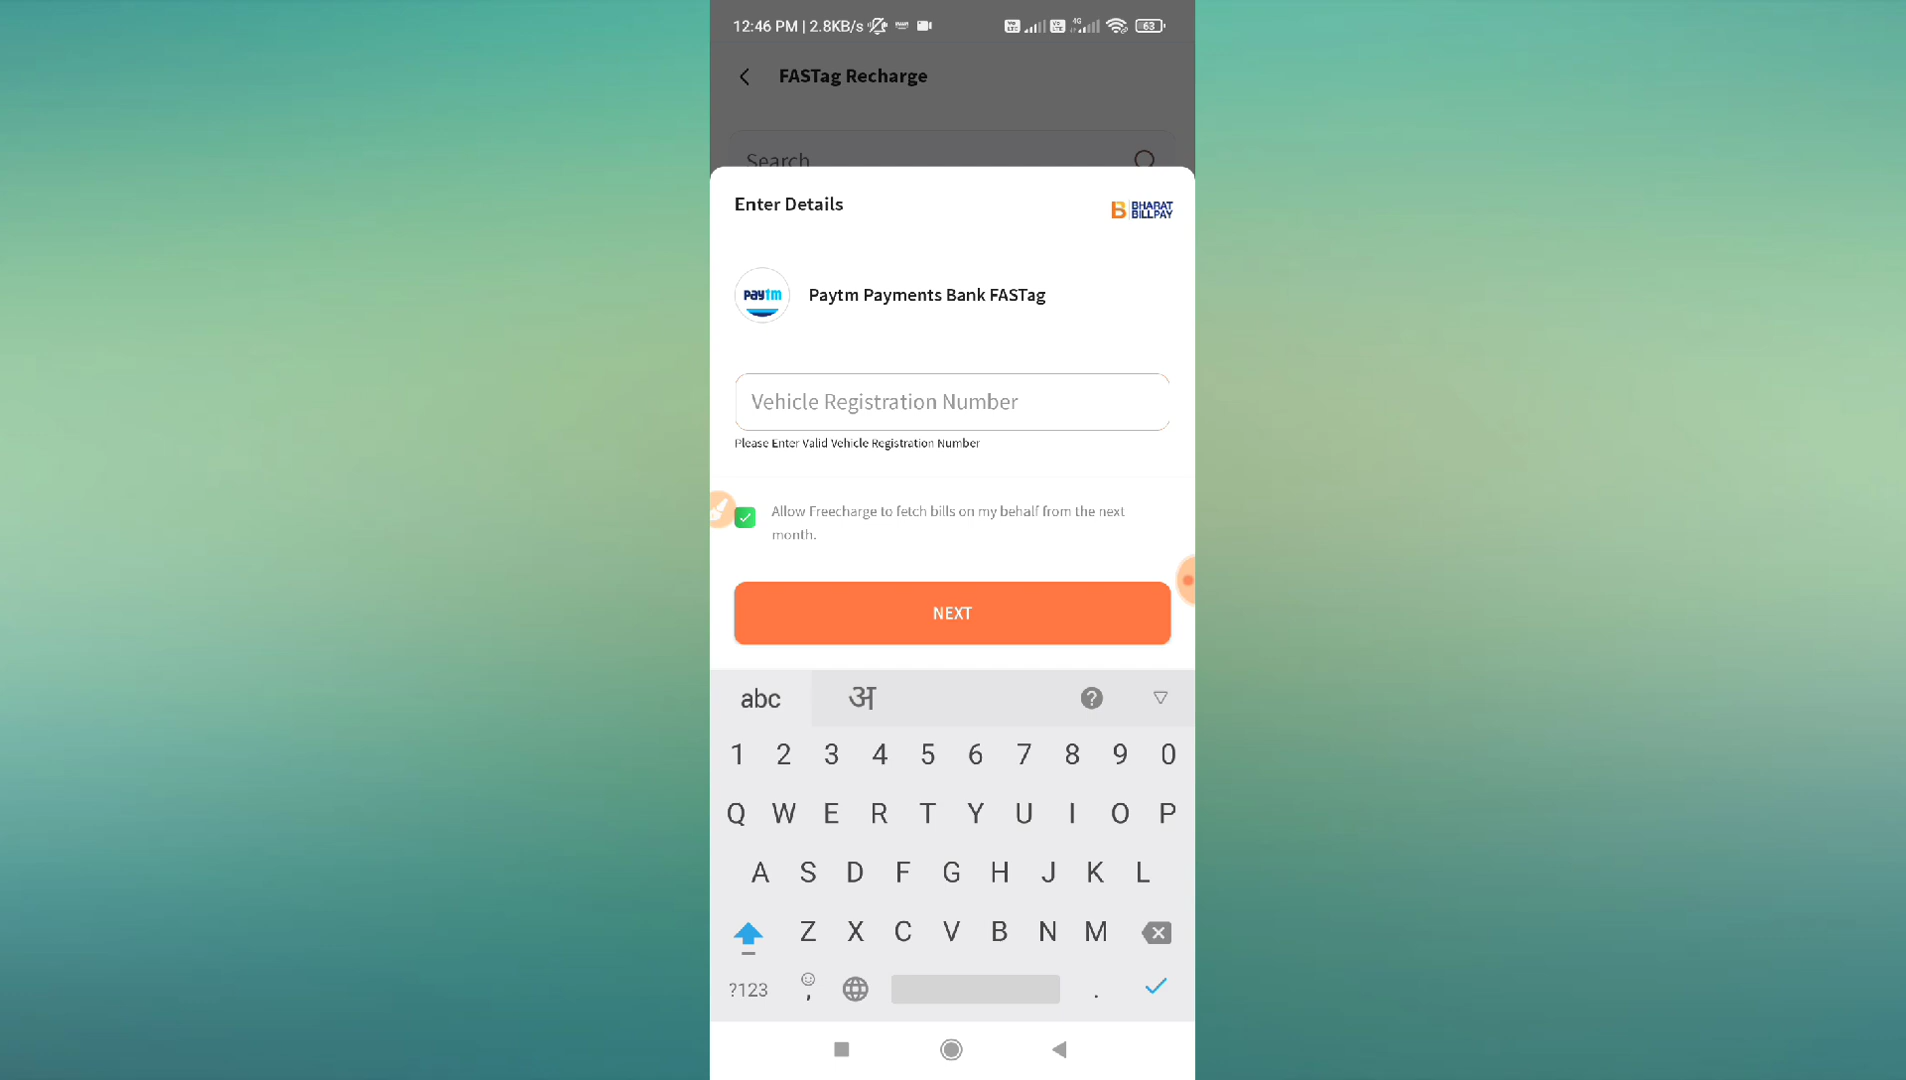 12:46 PM | 2.8KB/s
63
FASTag Recharge
Search
Enter Details
BHARAT
BILLPAY
paytm
Paytm Payments Bank FASTag
Vehicle Registration Number
Please Enter Valid Vehicle Registration Number
Allow Freecharge to fetch bills on my behalf from the next
month.
NEXT
abc अ ?
1 2 3 4 5 6 7 8 9 0
Q W E R T Y U I O P
A S D F G H J K L
Z X C V B N M
?123 , .